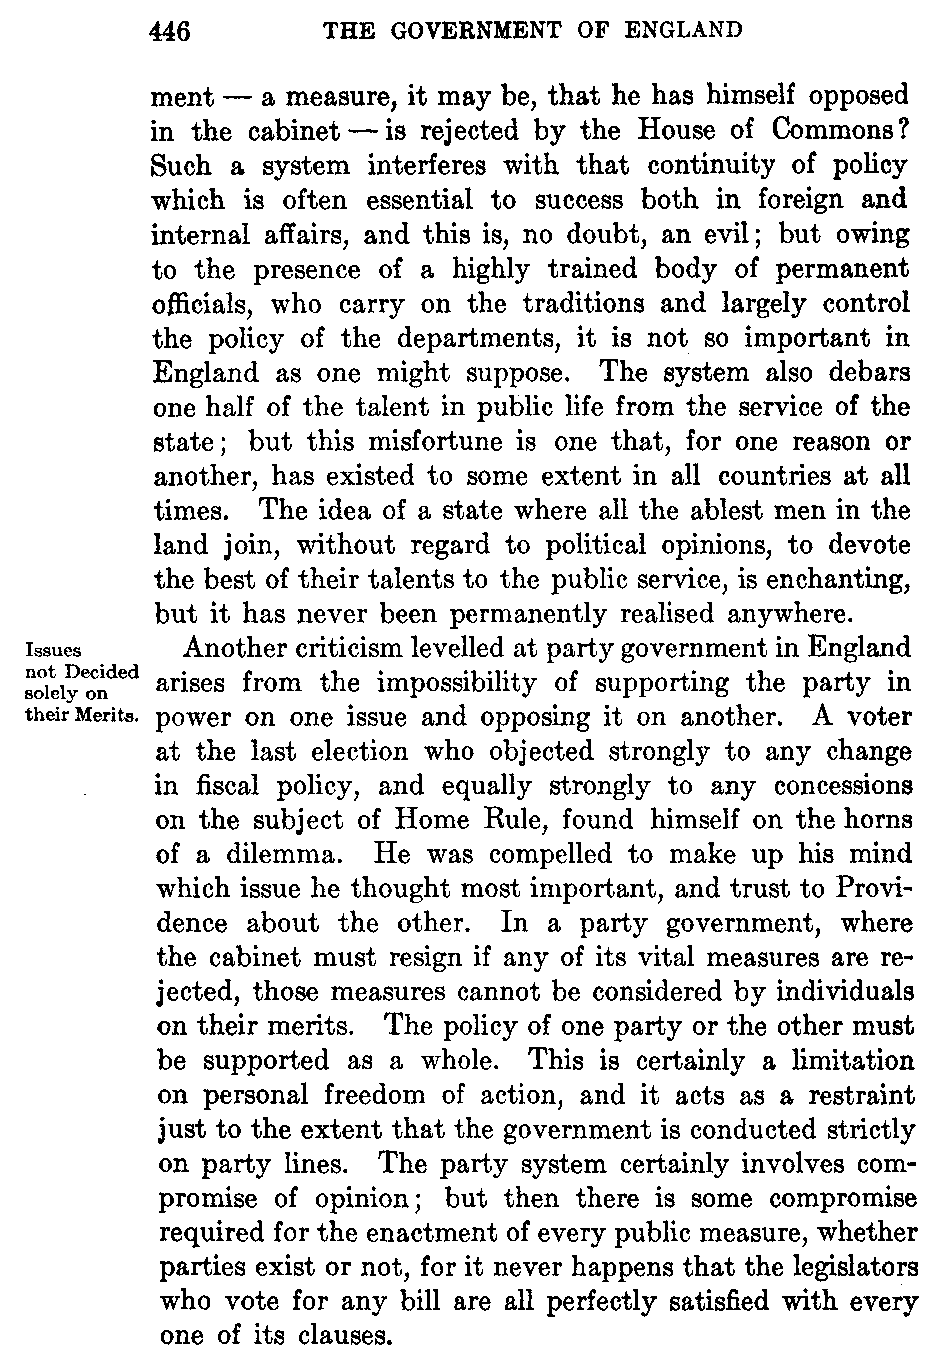 446 THE GOVERNMENT OF ENGLAND
ment — a measure, it may be, that he has himself opposed
in the cabinet — is rejected by the House of Commons?
Such a system interferes with that continuity of policy
which is often essential to success both in foreign and
internal affairs, and this is, no doubt, an evil; but owing
to the presence of a highly trained body of permanent
officials, who carry on the traditions and largely control
the policy of the departments, it is not so important in
England as one might suppose. The system also debars
one half of the talent in public life from the service of the
state; but this misfortune is one that, for one reason or
another, has existed to some extent in all countries at all
times. The idea of a state where all the ablest men in the
land join, without regard to political opinions, to devote
the best of their talents to the public service, is enchanting,
but it has never been permanently realised anywhere.
Issues
not Decided
solely on
their Merits.
Another criticism levelled at party government in England
arises from the impossibility of supporting the party in
power on one issue and opposing it on another. A voter
at the last election who objected strongly to any change
in fiscal policy, and equally strongly to any concessions
on the subject of Home Rule, found himself on the horns
of a dilemma. He was compelled to make up his mind
which issue he thought most important, and trust to Provi-
dence about the other. In a party government, where
the cabinet must resign if any of its vital measures are re-
jected, those measures cannot be considered by individuals
on their merits. The policy of one party or the other must
be supported as a whole. This is certainly a limitation
on personal freedom of action, and it acts as a restraint
just to the extent that the government is conducted strictly
on party lines. The party system certainly involves com-
promise of opinion; but then there is some compromise
required for the enactment of every public measure, whether
parties exist or not, for it never happens that the legislators
who vote for any bill are all perfectly satisfied with every
one of its clauses.